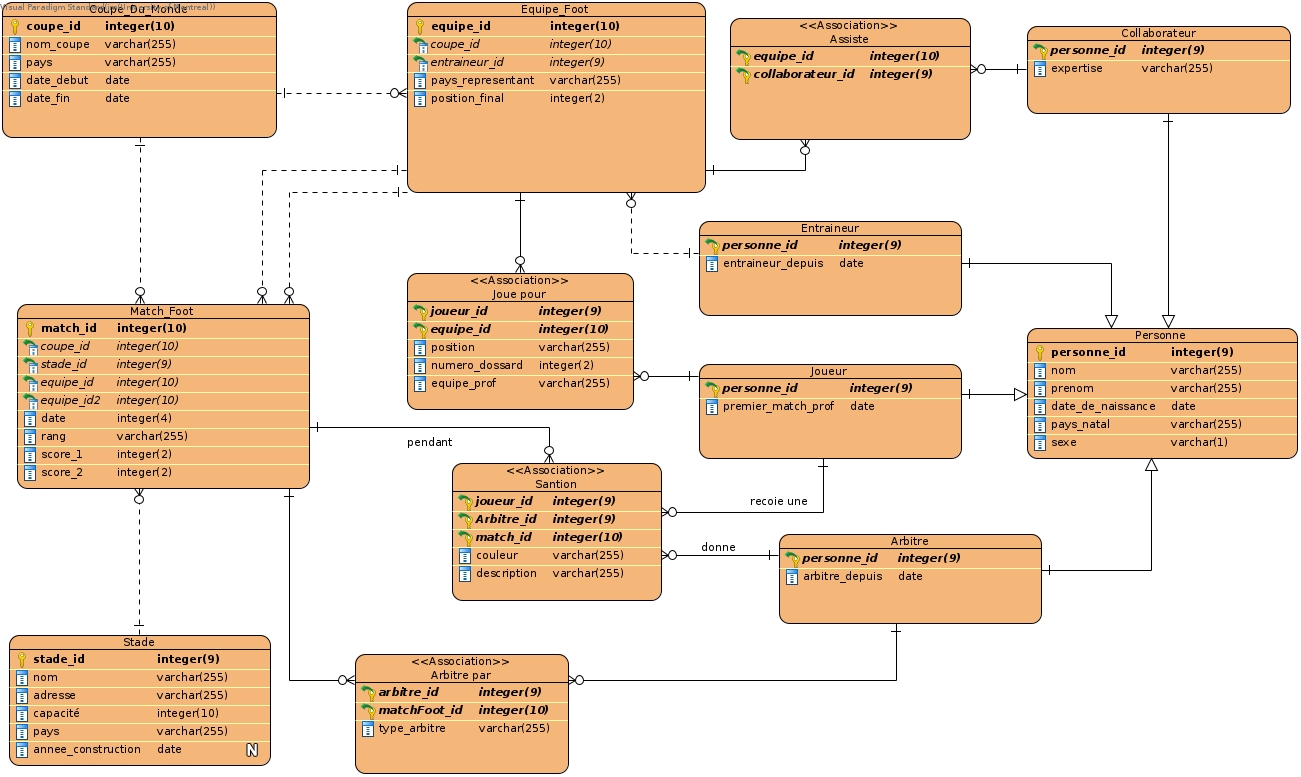 Visual Paradigm Standard
Coupe_Du_Monde
coupe_id integer(10)
nom_coupe varchar(255)
pays varchar(255)
date_debut date
date_fin date
Equipe_Foot
equipe_id integer(10)
coupe_id integer(10)
entraineur_id integer(9)
pays_representant varchar(255)
position_final integer(2)
<<Association>>
Assiste
equipe_id integer(10)
collaborateur_id integer(9)
Collaborateur
personne_id integer(9)
expertise varchar(255)
Entraineur
personne_id integer(9)
entraineur_depuis date
<<Association>>
Joue pour
joueur_id integer(9)
equipe_id integer(10)
position varchar(255)
numero_dossard integer(2)
equipe_prof varchar(255)
Match_Foot
match_id integer(10)
coupe_id integer(10)
stade_id integer(9)
equipe_id integer(10)
equipe_id2 integer(10)
date integer(4)
rang varchar(255)
score_1 integer(2)
score_2 integer(2)
Personne
personne_id integer(9)
nom varchar(255)
prenom varchar(255)
date_de_naissance date
pays_natal varchar(255)
sexe varchar(1)
Joueur
personne_id integer(9)
premier_match_prof date
pendant
<<Association>>
Santion
joueur_id integer(9)
Arbitre_id integer(9)
match_id integer(10)
couleur varchar(255)
description varchar(255)
recoie une
donne
Arbitre
personne_id integer(9)
arbitre_depuis date
Stade
stade_id integer(9)
nom varchar(255)
adresse varchar(255)
capacité integer(10)
pays varchar(255)
annee_construction date N
<<Association>>
Arbitre par
arbitre_id integer(9)
matchFoot_id integer(10)
type_arbitre varchar(255)